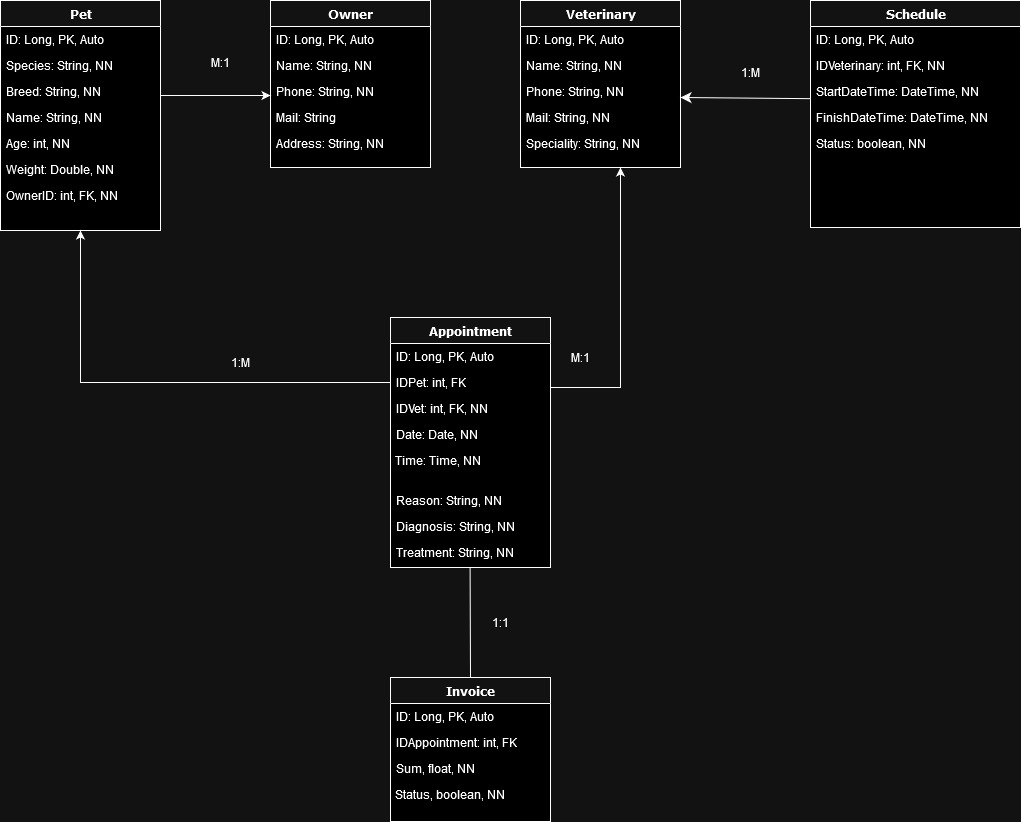 Pet
ID: Long, PK, Auto
Species: String, NN
Breed: String, NN
Name: String, NN
Age: int, NN
Weight: Double, NN
OwnerID: int, FK, NN
M:1
Owner
ID: Long, PK, Auto
Name: String, NN
Phone: String, NN
Mail: String
Address: String, NN
Veterinary
ID: Long, PK, Auto
Name: String, NN
Phone: String, NN
Mail: String, NN
Speciality: String, NN
1:M
Schedule
ID: Long, PK, Auto
IDVeterinary: int, FK, NN
StartDateTime: DateTime, NN
FinishDateTime: DateTime, NN
Status: boolean, NN
1:M
Appointment
ID: Long, PK, Auto
IDPet: int, FK
IDVet: int, FK, NN
Date: Date, NN
Time: Time, NN
Reason: String, NN
Diagnosis: String, NN
Treatment: String, NN
M:1
1:1
Invoice
ID: Long, PK, Auto
IDAppointment: int, FK
Sum, float, NN
Status, boolean, NN